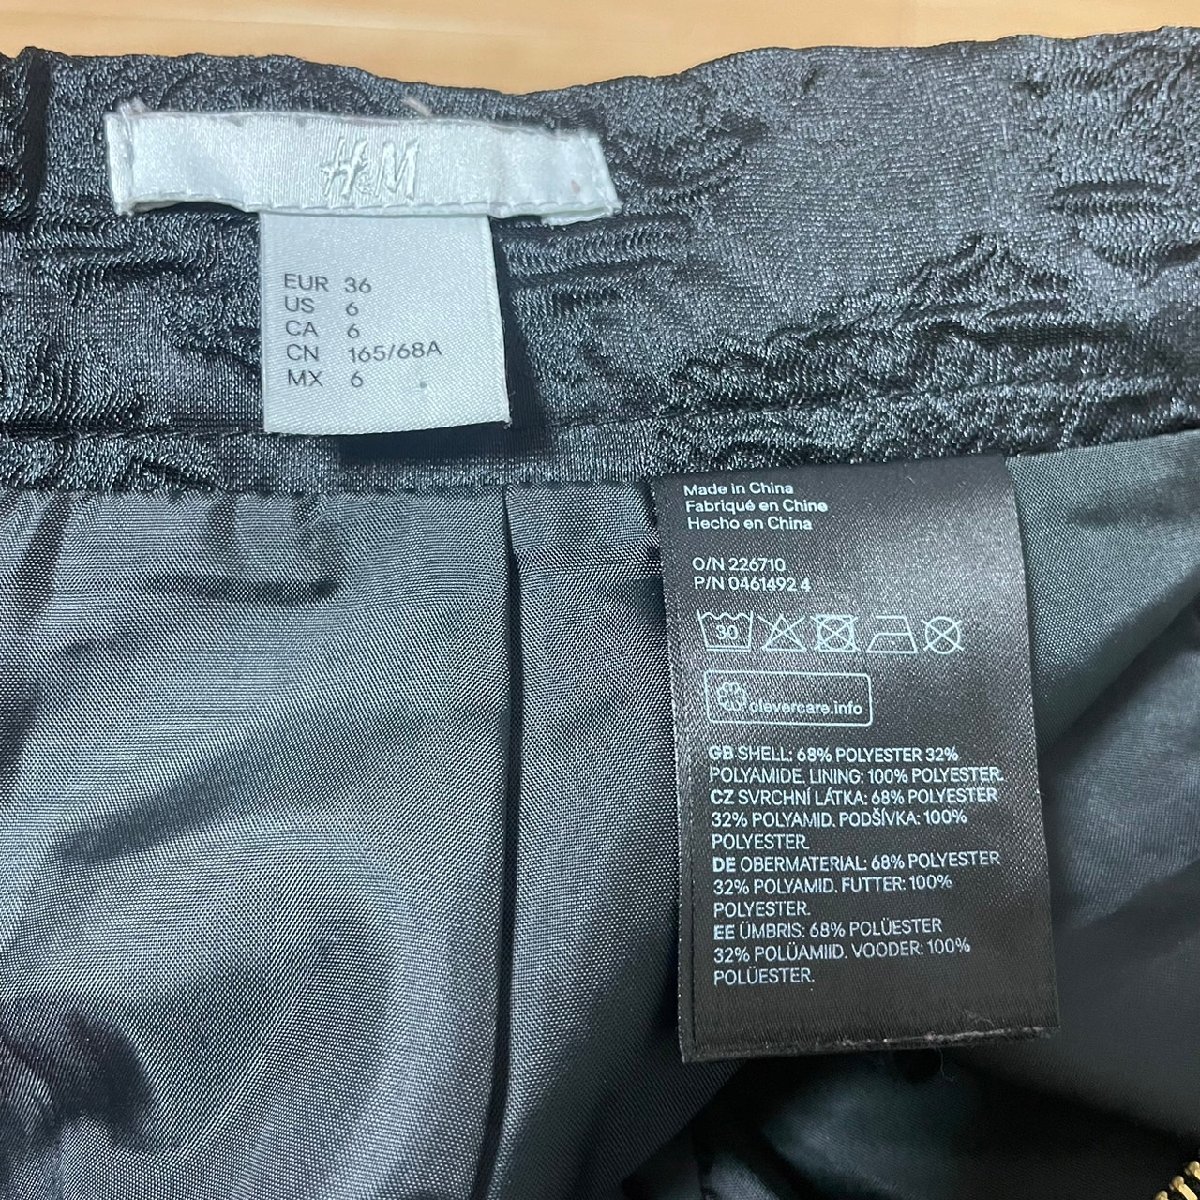 H&M
EUR 36
US 6
CA 6
CN 165/68A
MX 6
Made in China
Fabriqué en Chine
Hecho en China
O/N 226710
P/N 0461492 4
30
clevercare.info
GB SHELL: 68% POLYESTER 32%
POLYAMIDE. LINING: 100% POLYESTER.
CZ SVRCHNÍ LÁTKA: 68% POLYESTER
32% POLYAMID. PODŠÍVKA: 100%
POLYESTER.
DE OBERMATERIAL: 68% POLYESTER
32% POLYAMID. FUTTER: 100%
POLYESTER.
EE ÜMBRIS: 68% POLÜESTER
32% POLÜAMIID. VOODER: 100%
POLÜESTER.